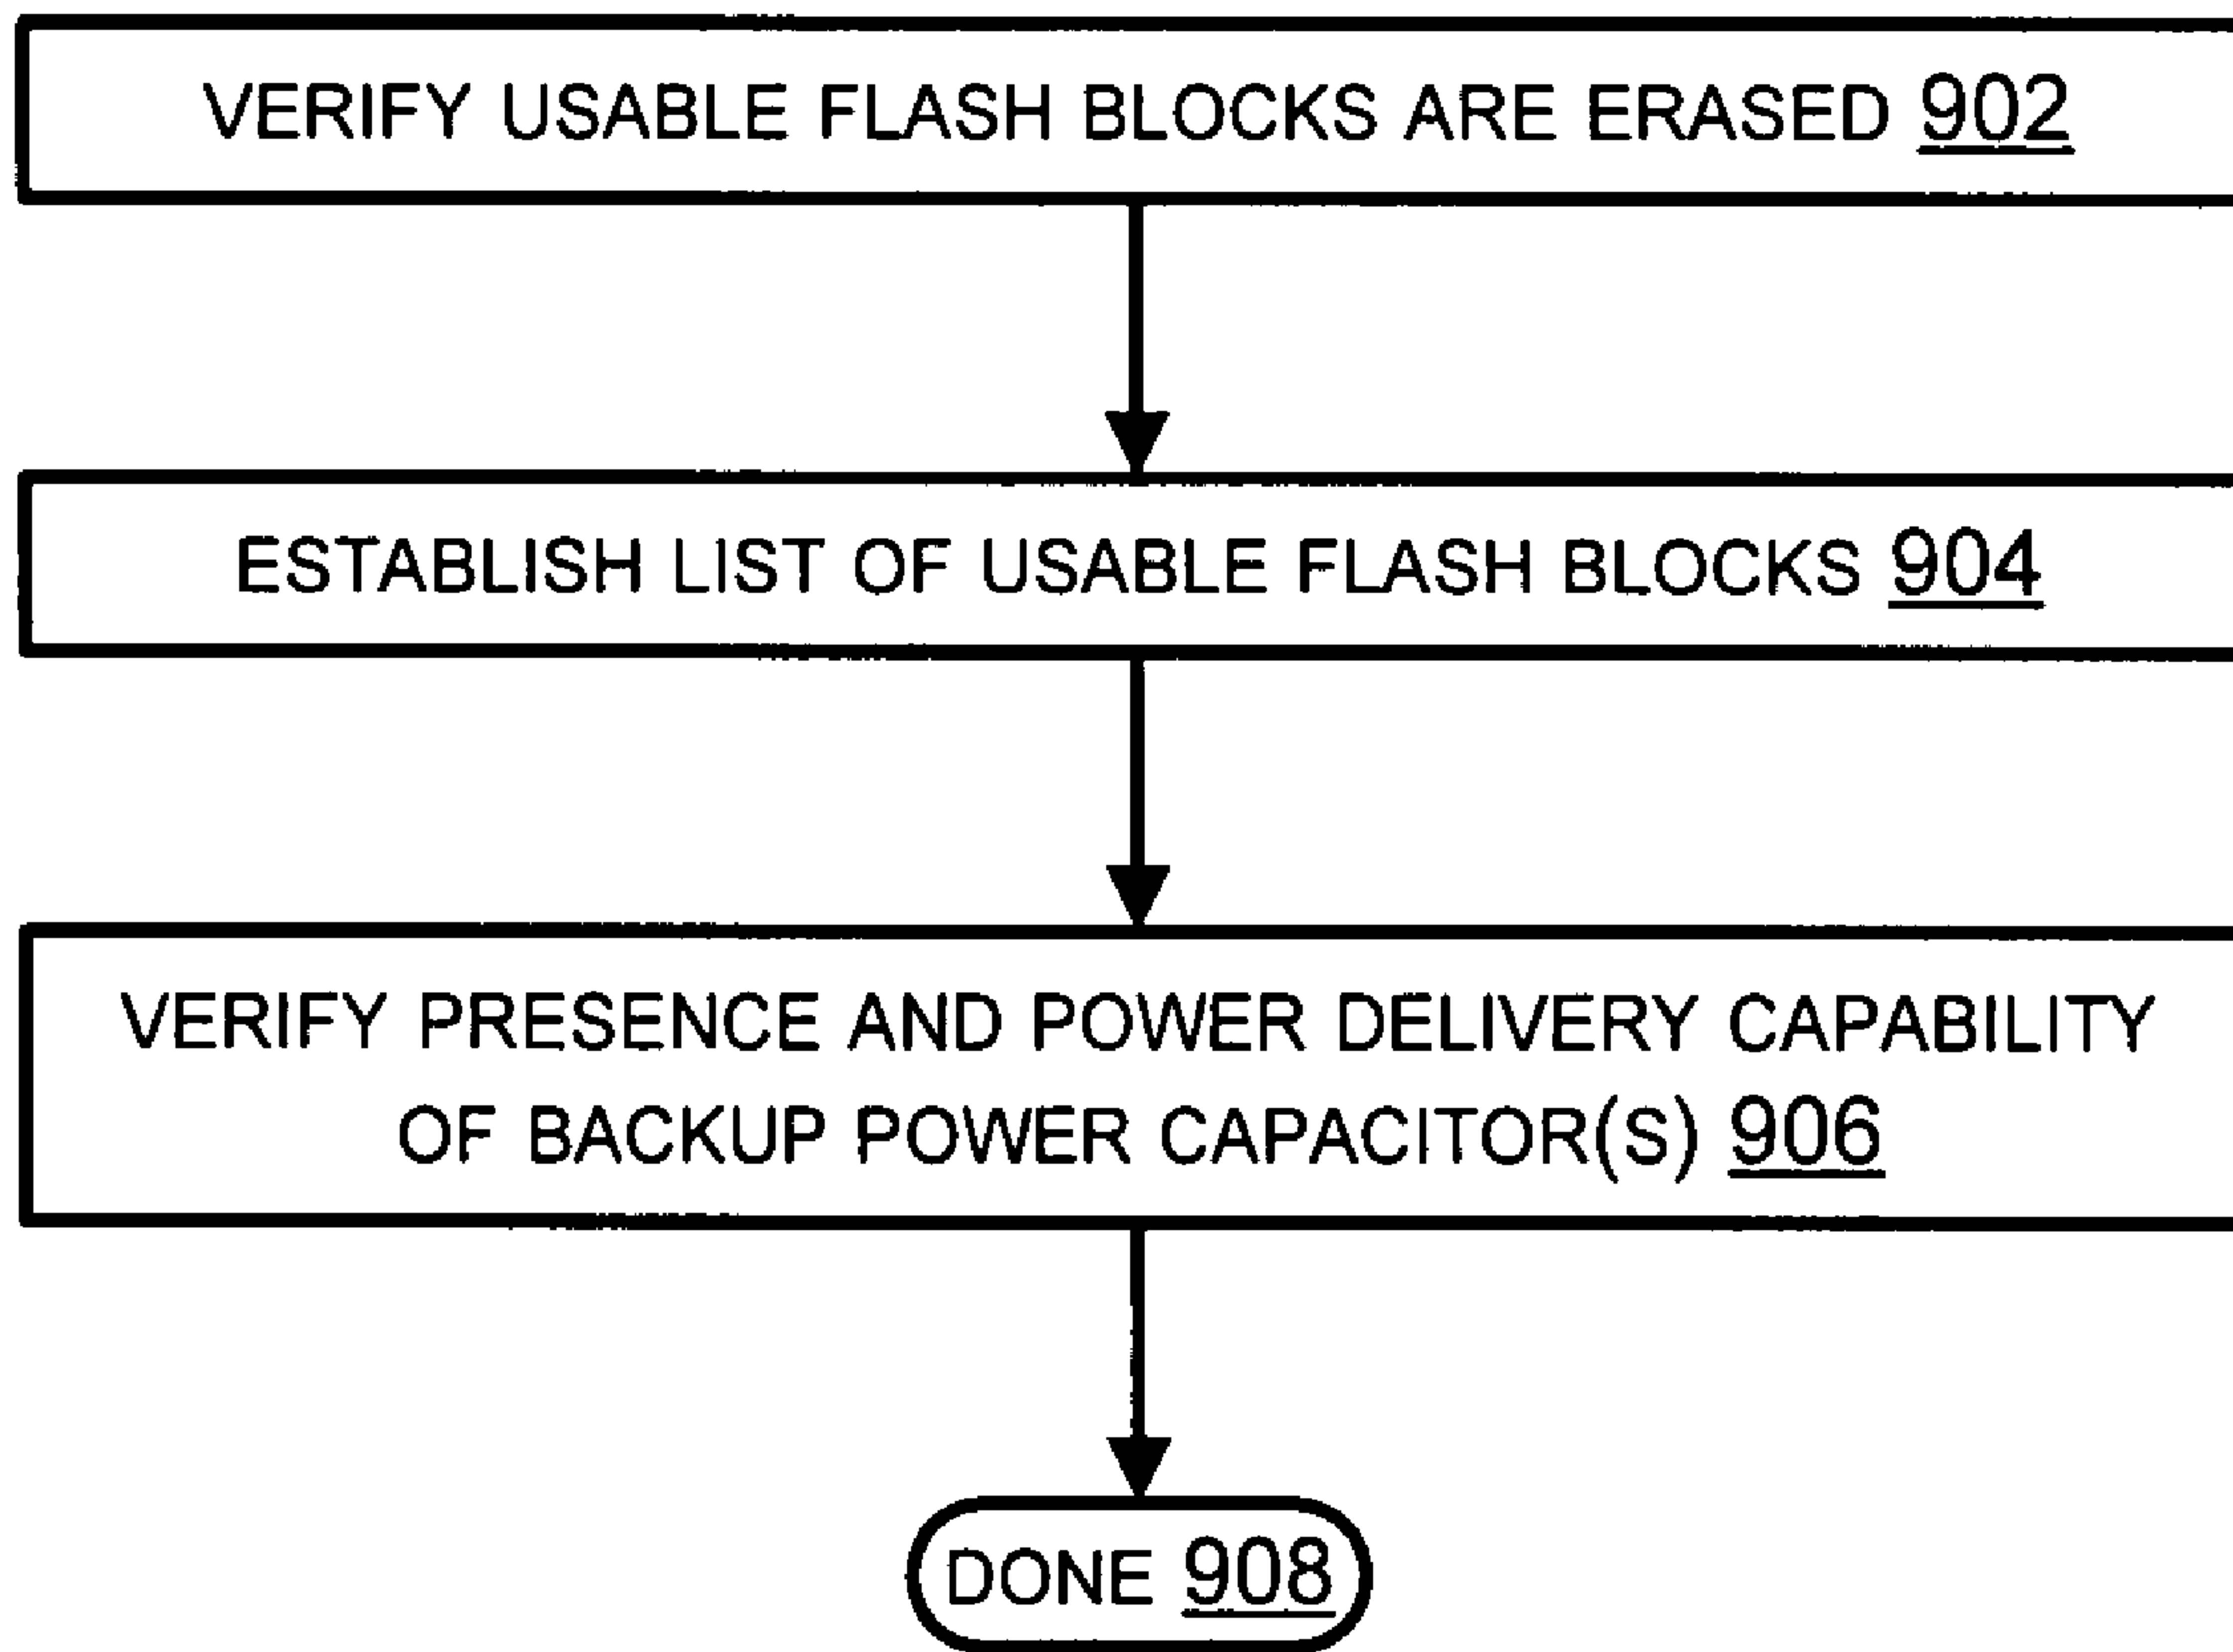 VERIFY USABLE FLASH BLOCKS ARE ERASED 902
ESTABLISH LIST OF USABLE FLASH BLOCKS 904
VERIFY PRESENCE AND POWER DELIVERY CAPABILITY
OF BACKUP POWER CAPACITOR(S) 906
DONE 908